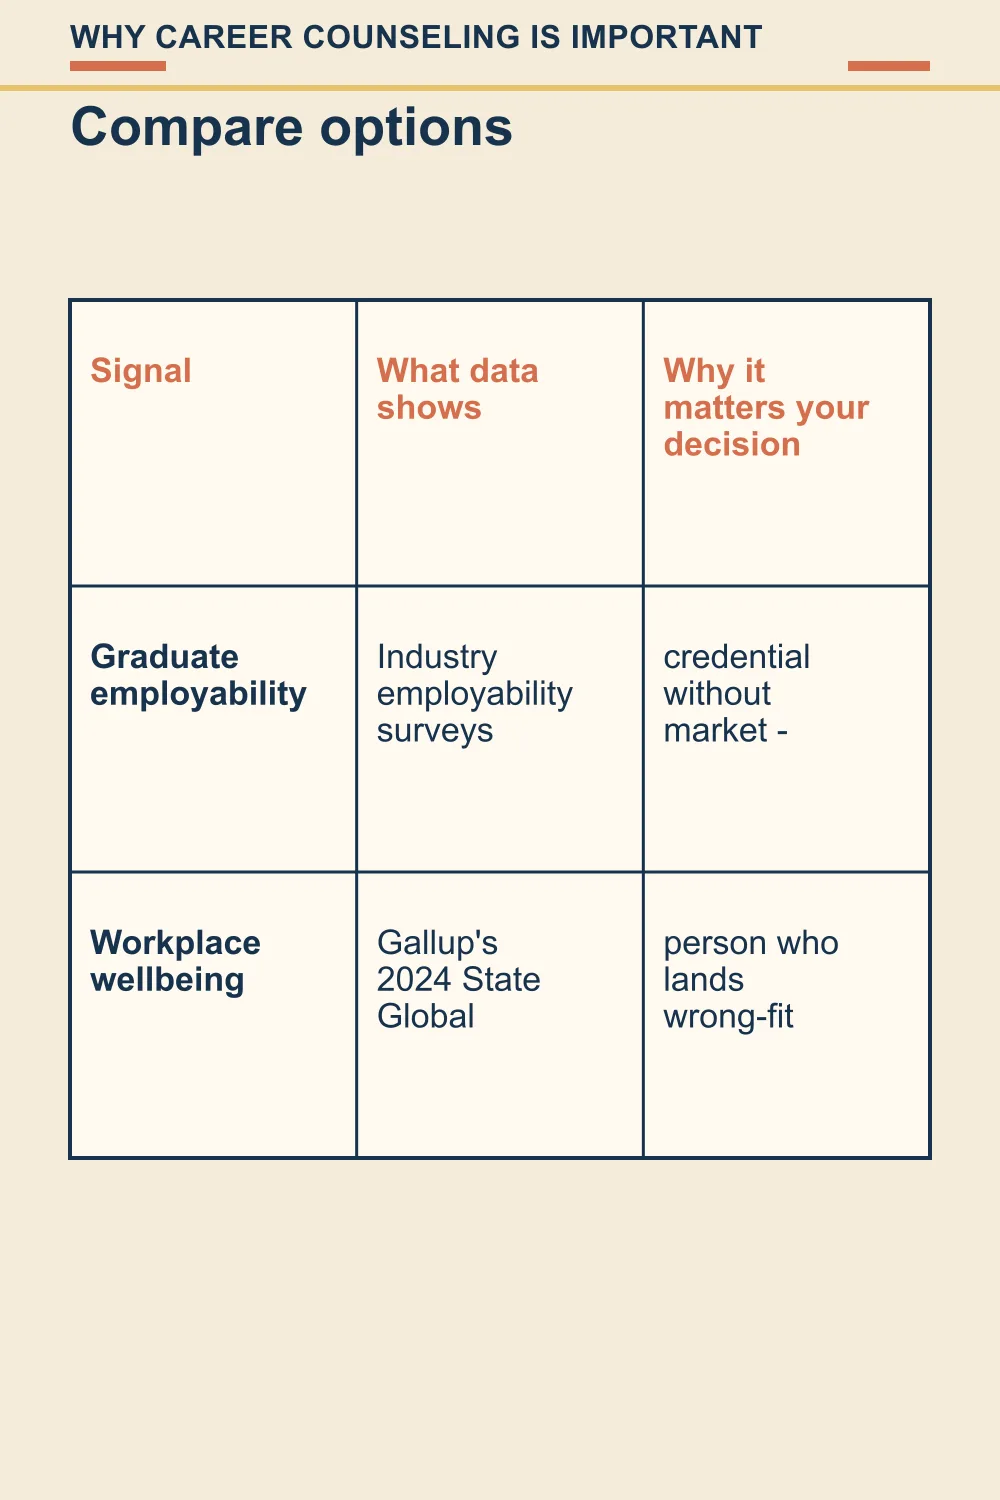 WHY CAREER COUNSELING IS IMPORTANT
Compare options
Signal
What data
shows
Why it
matters your
decision
Graduate
employability
Industry
employability
surveys
credential
without
market -
Workplace
wellbeing
Gallup's
2024 State
Global
person who
lands
wrong-fit